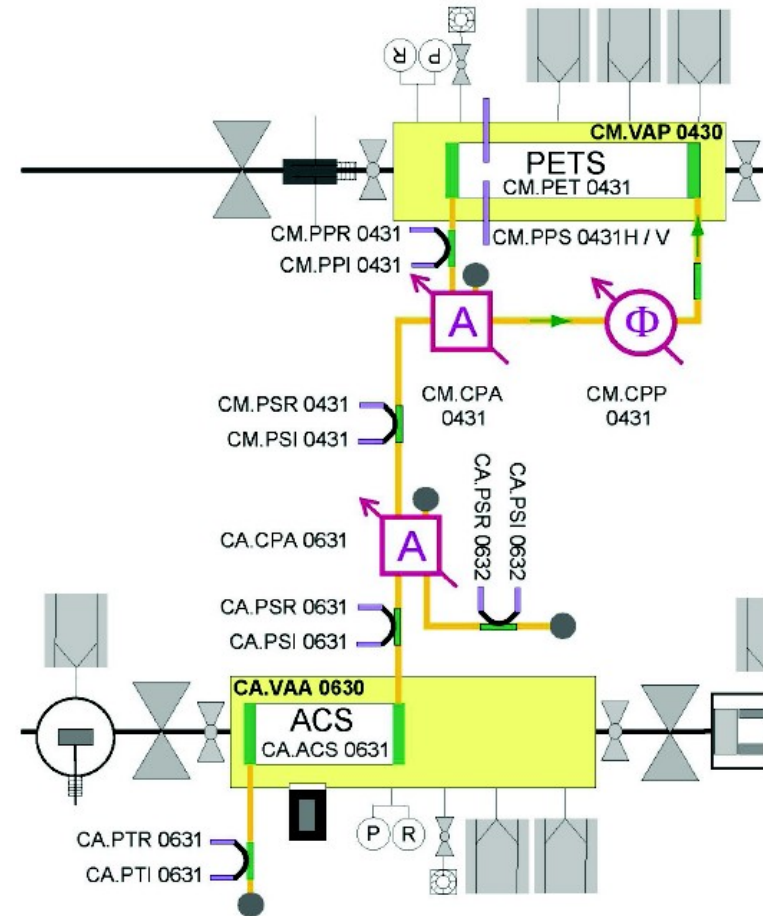 R P
CM.VAP 0430
PETS
CM.PET 0431
CM.PPR 0431
CM.PPS 0431H / V
CM.PPI 0431
A
Φ
CM.PSR 0431
CM.PSI 0431
CM.CPA
0431
CM.CPP
0431
CA.PSR 0632
CA.PSI 0632
CA.CPA 0631
A
CA.PSR 0631
CA.PSI 0631
CA.VAA 0630
ACS
CA.ACS 0631
P R
CA.PTR 0631
CA.PTI 0631